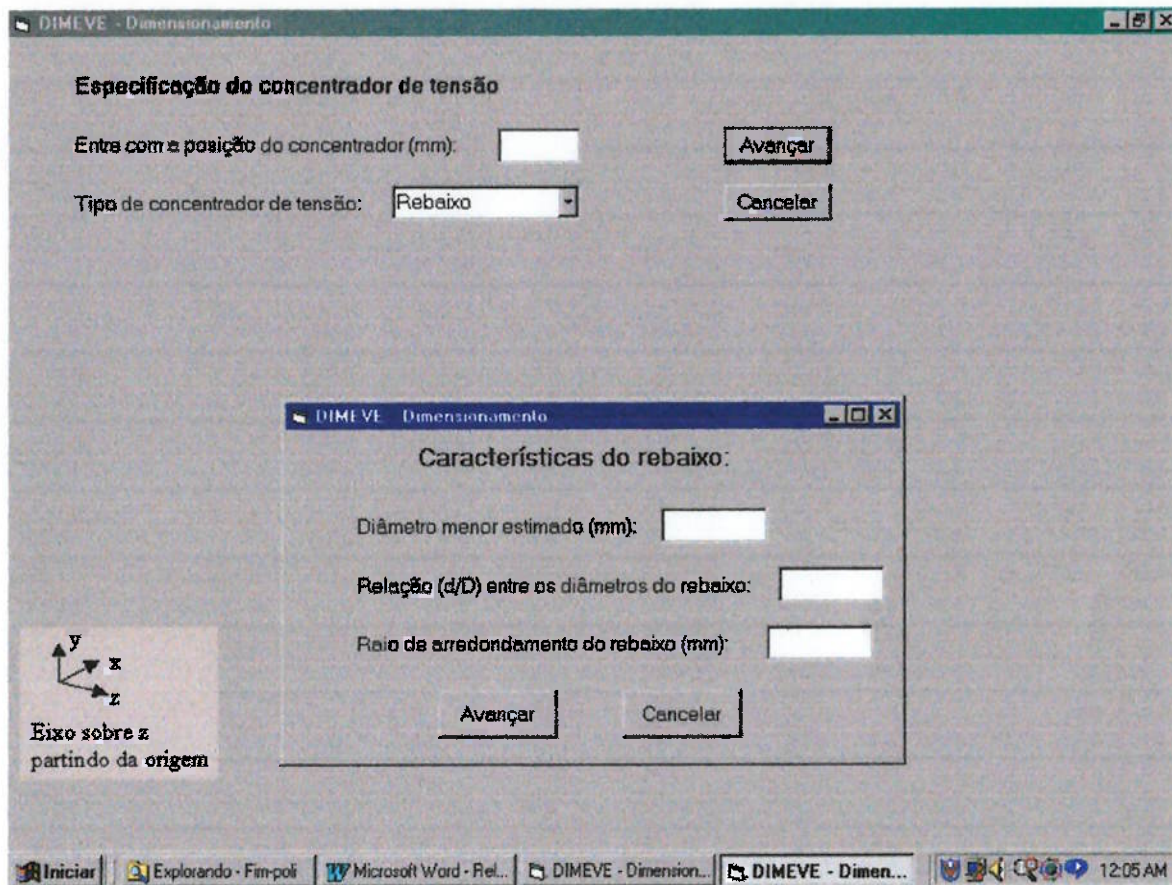 DIMEVE - Dimensionamento
Especificação do concentrador de tensão
Entre com a posição do concentrador (mm):
Avançar
Tipo de concentrador de tensão:
Rebaixo
Cancelar
DIMEVE - Dimensionamento
Características do rebaixo:
Diâmetro menor estimado (mm):
Relação (d/D) entre os diâmetros do rebaixo:
Raio de arredondamento do rebaixo (mm):
Avançar
Cancelar
y
x
z
Eixo sobre z
partindo da origem
Iniciar
Explorando - Fim-poli
Microsoft Word - Rel...
DIMEVE - Dimension...
DIMEVE - Dimen...
12:05 AM